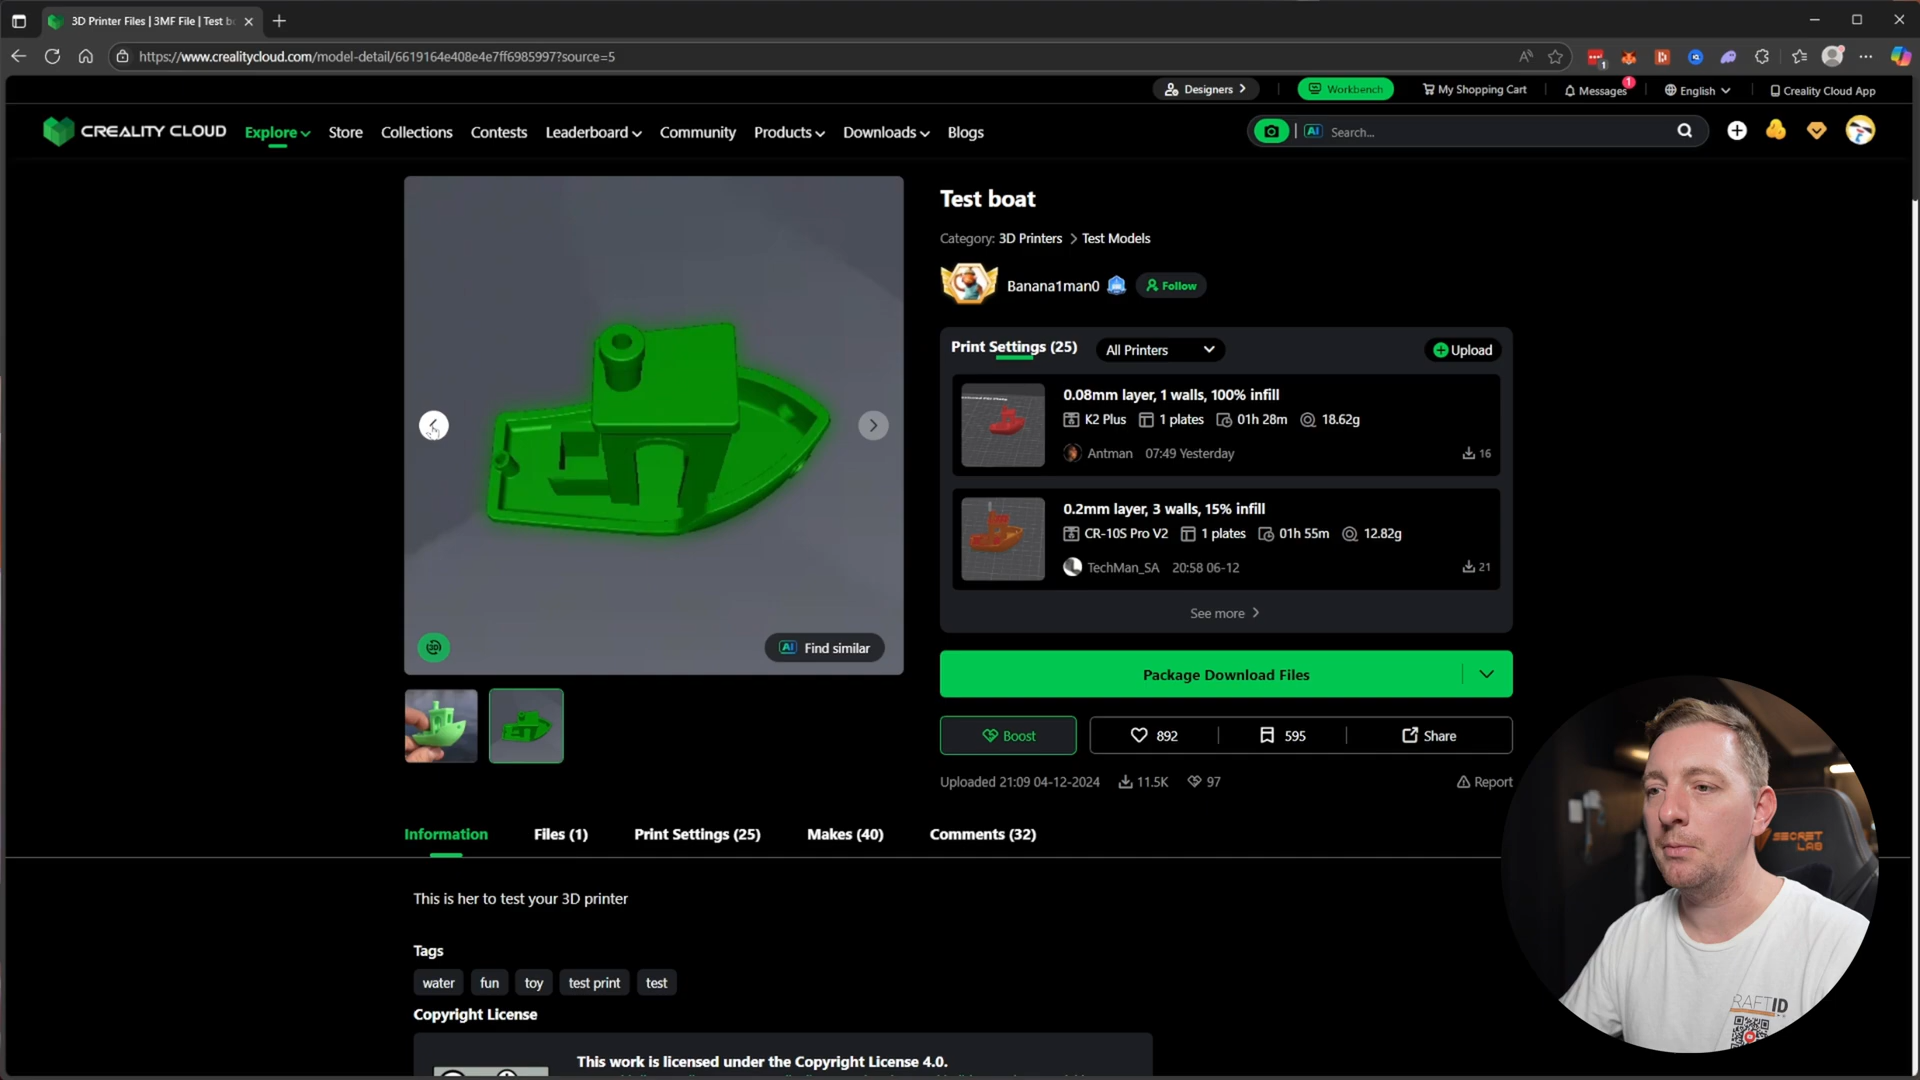 3D Printer Files | 3MF File | Test b
https://www.crealitycloud.com/model-detail/6619164e408e4e7ff6985997?source=5
Designers
Workbench
My Shopping Cart
Messages
1
English
Creality Cloud App
CREALITY CLOUD
Explore
Store
Collections
Contests
Leaderboard
Community
Products
Downloads
Blogs
AI
Search...
Test boat
Category: 3D Printers > Test Models
Banana1man0
Follow
Print Settings (25)
All Printers
Upload
0.08mm layer, 1 walls, 100% infill
K2 Plus 1 plates 01h 28m 18.62g
Antman 07:49 Yesterday 16
0.2mm layer, 3 walls, 15% infill
CR-10S Pro V2 1 plates 01h 55m 12.82g
TechMan_SA 20:58 06-12 21
See more
3D
AI Find similar
Package Download Files
Boost
892
595
Share
Uploaded 21:09 04-12-2024 11.5K 97
Report
Information
Files (1)
Print Settings (25)
Makes (40)
Comments (32)
This is her to test your 3D printer
Tags
water
fun
toy
test print
test
Copyright License
This work is licensed under the Copyright License 4.0.
SECRET
LAB
RAFTID